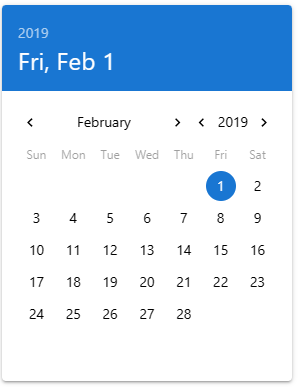 2019
Fri, Feb 1
February 2019
Sun Mon Tue Wed Thu Fri Sat
1 2
3 4 5 6 7 8 9
10 11 12 13 14 15 16
17 18 19 20 21 22 23
24 25 26 27 28